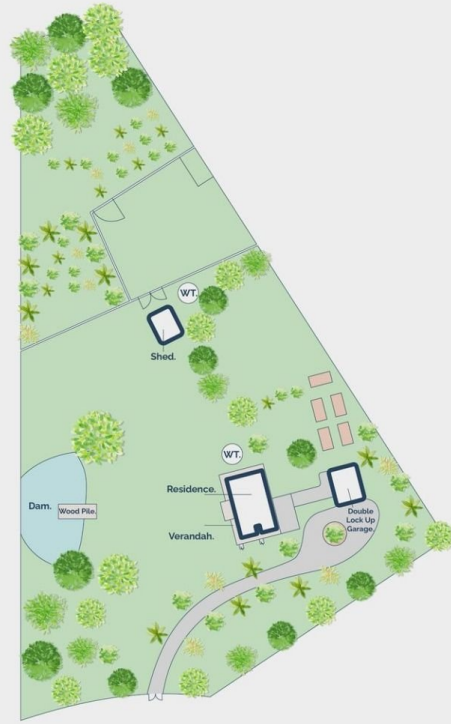 WT.
Shed.
WT.
Residence.
Dam.
Wood Pile.
Double
Lock Up
Garage.
Verandah.